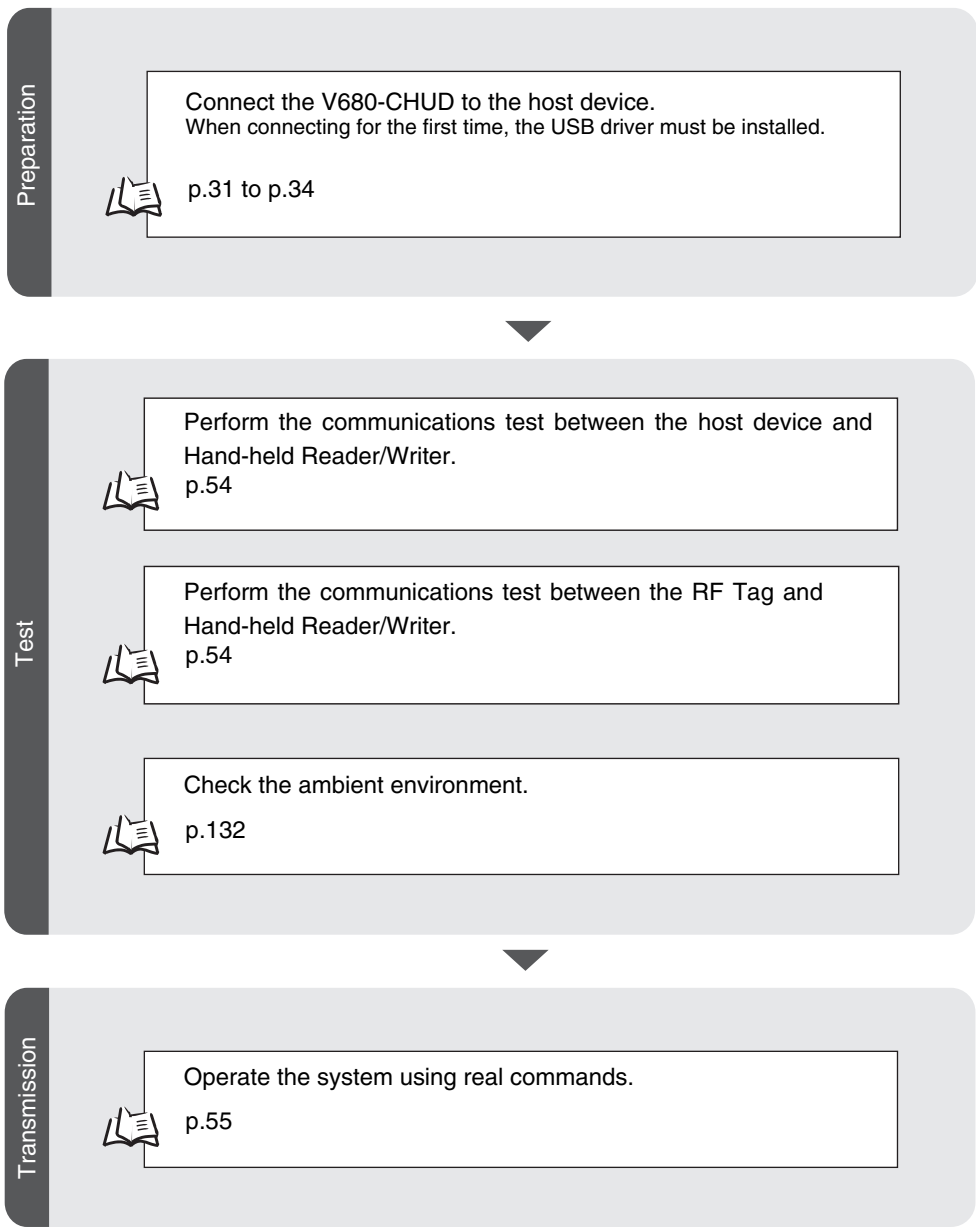 Preparation
Connect the V680-CHUD to the host device.
When connecting for the first time, the USB driver must be installed.
p.31 to p.34
Test
Perform the communications test between the host device and
Hand-held Reader/Writer.
p.54
Perform the communications test between the RF Tag and
Hand-held Reader/Writer.
p.54
Check the ambient environment.
p.132
Transmission
Operate the system using real commands.
p.55